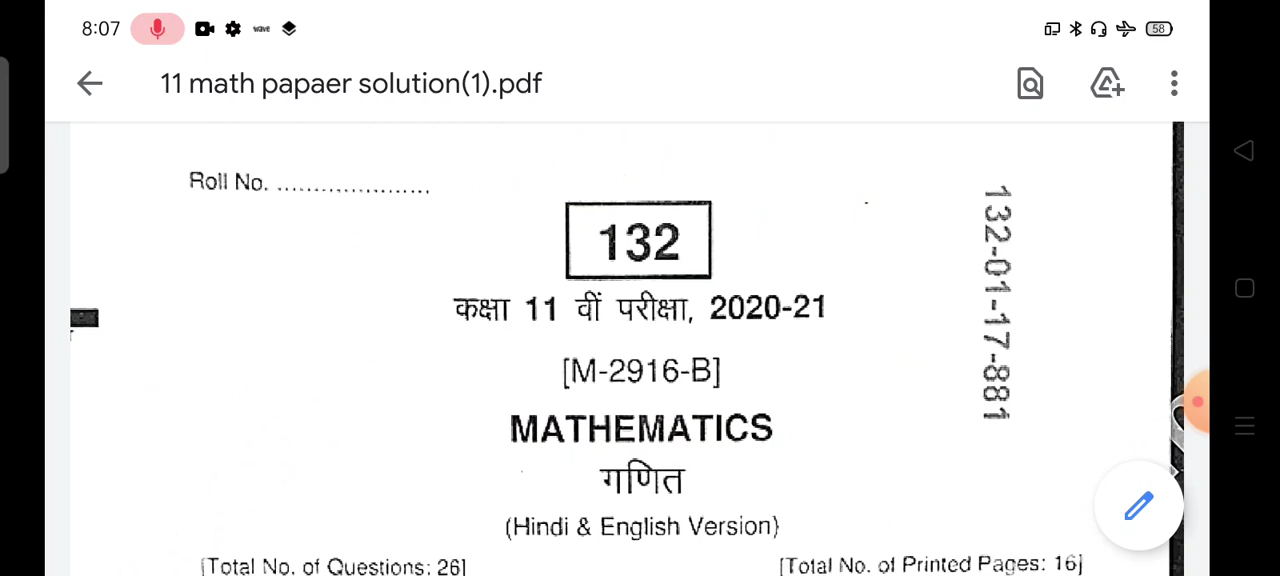 8:07 wave 58
11 math papaer solution(1).pdf
Roll No. .....................
132
132-01-17-881
कक्षा 11 वीं परीक्षा, 2020-21
[M-2916-B]
MATHEMATICS
गणित
(Hindi & English Version)
[Total No. of Questions: 26]
[Total No. of Printed Pages: 16]